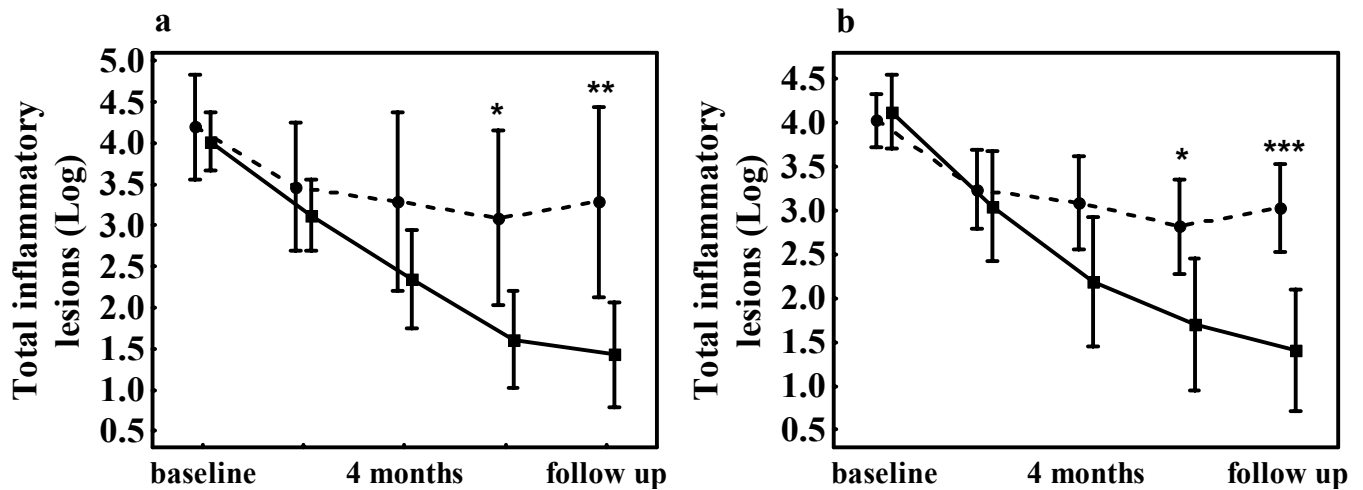 a
Total inflammatory
lesions (Log)
5.0
4.5
4.0
3.5
3.0
2.5
2.0
1.5
1.0
0.5
*
**
baseline
4 months
follow up
b
Total inflammatory
lesions (Log)
4.5
4.0
3.5
3.0
2.5
2.0
1.5
1.0
0.5
*
***
baseline
4 months
follow up